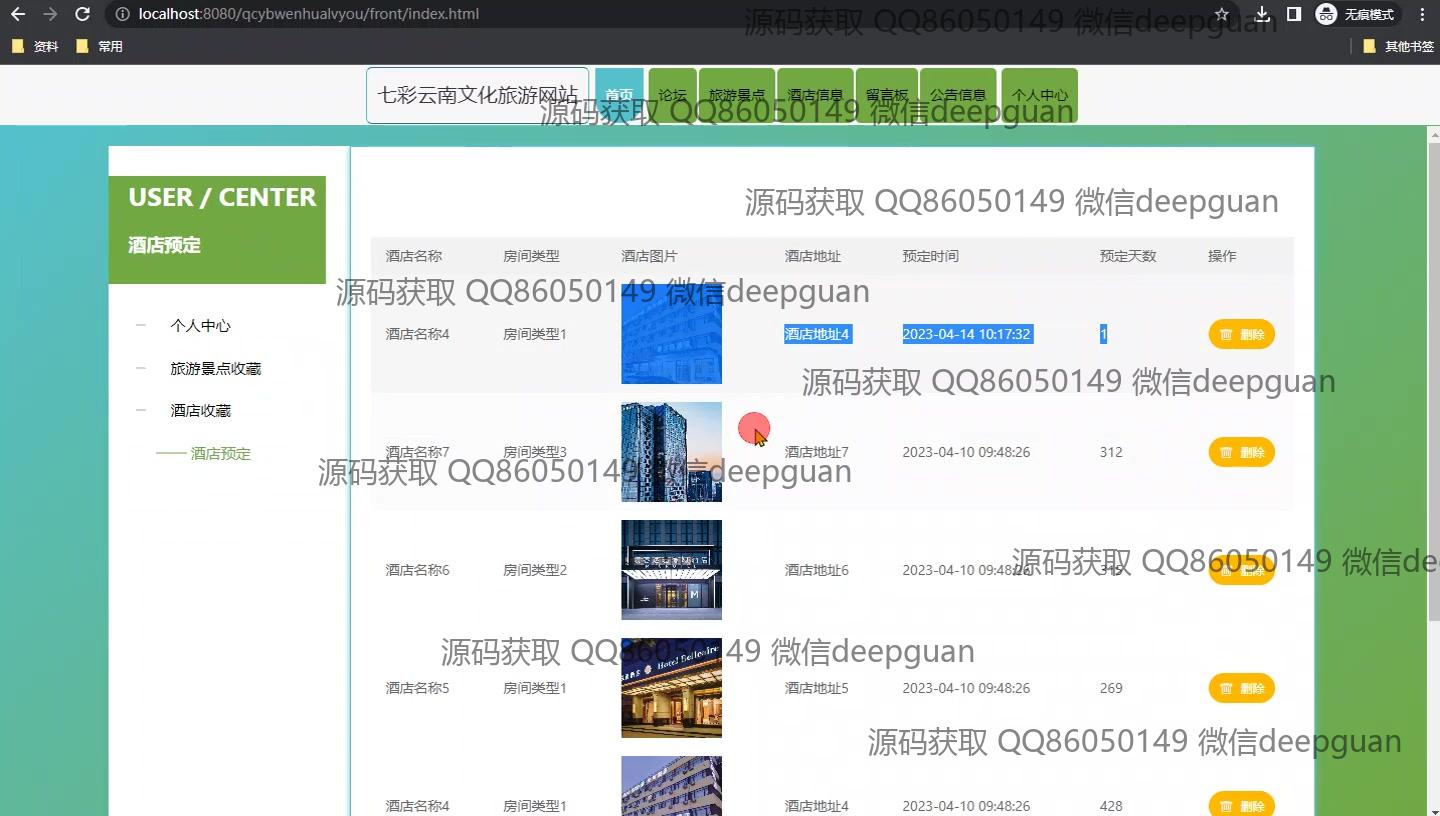 localhost:8080/qcybwenhualvyou/front/index.html
无痕模式
源码获取 QQ86050149 微信deepguan
资料 常用 其他书签
七彩云南文化旅游网站 首页 论坛 旅游景点 酒店信息 留言板 公告信息 个人中心
源码获取 QQ86050149 微信deepguan
USER / CENTER
酒店预定
源码获取 QQ86050149 微信deepguan
酒店名称 房间类型 酒店图片 酒店地址 预定时间 预定天数 操作
源码获取 QQ86050149 微信deepguan
个人中心
旅游景点收藏
酒店收藏
酒店预定
酒店名称4 房间类型1 酒店地址4 2023-04-14 10:17:32 1 删除
源码获取 QQ86050149 微信deepguan
酒店名称7 房间类型3 酒店地址7 2023-04-10 09:48:26 312 删除
源码获取 QQ86050149 微信deepguan
酒店名称6 房间类型2 酒店地址6 2023-04-10 09:48:26 删除
源码获取 QQ86050149 微信de
源码获取 QQ86050149 微信deepguan
Hotel Bellecire
酒店名称5 房间类型1 酒店地址5 2023-04-10 09:48:26 269 删除
源码获取 QQ86050149 微信deepguan
酒店名称4 房间类型1 酒店地址4 2023-04-10 09:48:26 428 删除